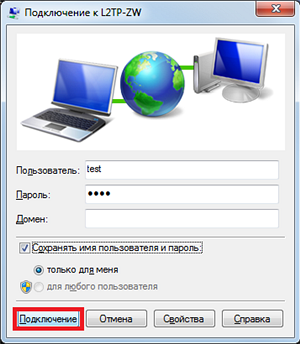 Подключение к L2TP-ZW
Пользователь: test
Пароль: ●●●●
Домен:
Сохранять имя пользователя и пароль:
только для меня
для любого пользователя
Подключение Отмена Свойства Справка